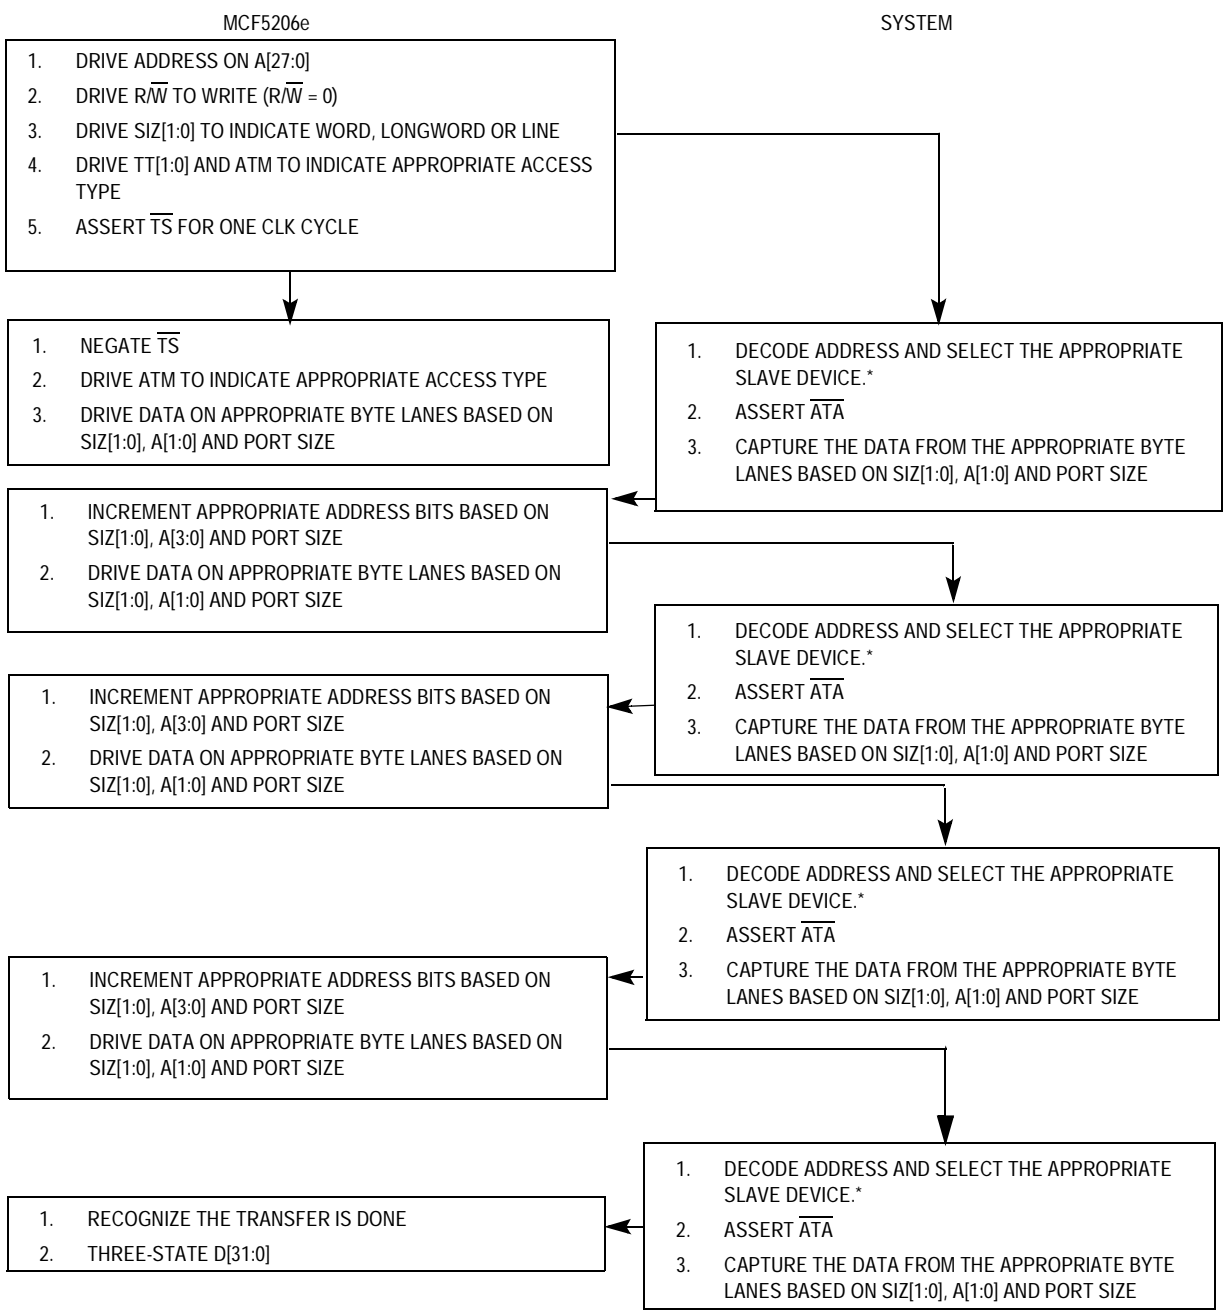 MCF5206e
SYSTEM
1. DRIVE ADDRESS ON A[27:0]
2. DRIVE R/W̅ TO WRITE (R/W̅ = 0)
3. DRIVE SIZ[1:0] TO INDICATE WORD, LONGWORD OR LINE
4. DRIVE TT[1:0] AND ATM TO INDICATE APPROPRIATE ACCESS
TYPE
5. ASSERT T̅S̅ FOR ONE CLK CYCLE
1. NEGATE T̅S̅
2. DRIVE ATM TO INDICATE APPROPRIATE ACCESS TYPE
3. DRIVE DATA ON APPROPRIATE BYTE LANES BASED ON
SIZ[1:0], A[1:0] AND PORT SIZE
1. DECODE ADDRESS AND SELECT THE APPROPRIATE
SLAVE DEVICE.*
2. ASSERT A̅T̅A̅
3. CAPTURE THE DATA FROM THE APPROPRIATE BYTE
LANES BASED ON SIZ[1:0], A[1:0] AND PORT SIZE
1. INCREMENT APPROPRIATE ADDRESS BITS BASED ON
SIZ[1:0], A[3:0] AND PORT SIZE
2. DRIVE DATA ON APPROPRIATE BYTE LANES BASED ON
SIZ[1:0], A[1:0] AND PORT SIZE
1. DECODE ADDRESS AND SELECT THE APPROPRIATE
SLAVE DEVICE.*
2. ASSERT A̅T̅A̅
3. CAPTURE THE DATA FROM THE APPROPRIATE BYTE
LANES BASED ON SIZ[1:0], A[1:0] AND PORT SIZE
1. INCREMENT APPROPRIATE ADDRESS BITS BASED ON
SIZ[1:0], A[3:0] AND PORT SIZE
2. DRIVE DATA ON APPROPRIATE BYTE LANES BASED ON
SIZ[1:0], A[1:0] AND PORT SIZE
1. DECODE ADDRESS AND SELECT THE APPROPRIATE
SLAVE DEVICE.*
2. ASSERT A̅T̅A̅
3. CAPTURE THE DATA FROM THE APPROPRIATE BYTE
LANES BASED ON SIZ[1:0], A[1:0] AND PORT SIZE
1. INCREMENT APPROPRIATE ADDRESS BITS BASED ON
SIZ[1:0], A[3:0] AND PORT SIZE
2. DRIVE DATA ON APPROPRIATE BYTE LANES BASED ON
SIZ[1:0], A[1:0] AND PORT SIZE
1. DECODE ADDRESS AND SELECT THE APPROPRIATE
SLAVE DEVICE.*
2. ASSERT A̅T̅A̅
3. CAPTURE THE DATA FROM THE APPROPRIATE BYTE
LANES BASED ON SIZ[1:0], A[1:0] AND PORT SIZE
1. RECOGNIZE THE TRANSFER IS DONE
2. THREE-STATE D[31:0]